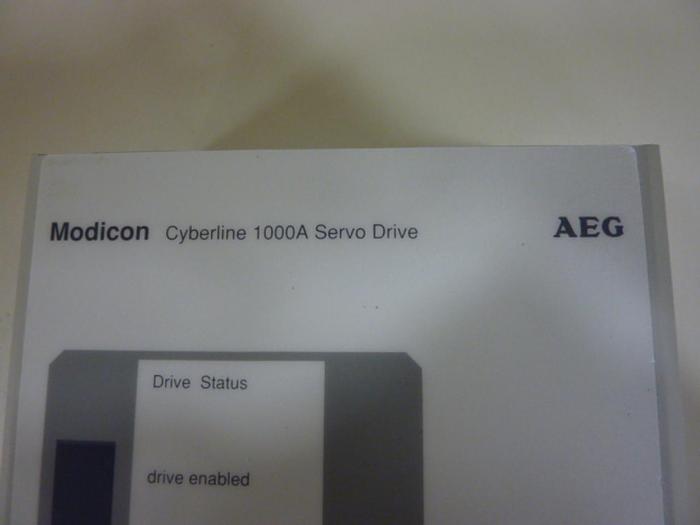 Modicon Cyberline 1000A Servo Drive AEG
Drive Status
drive enabled